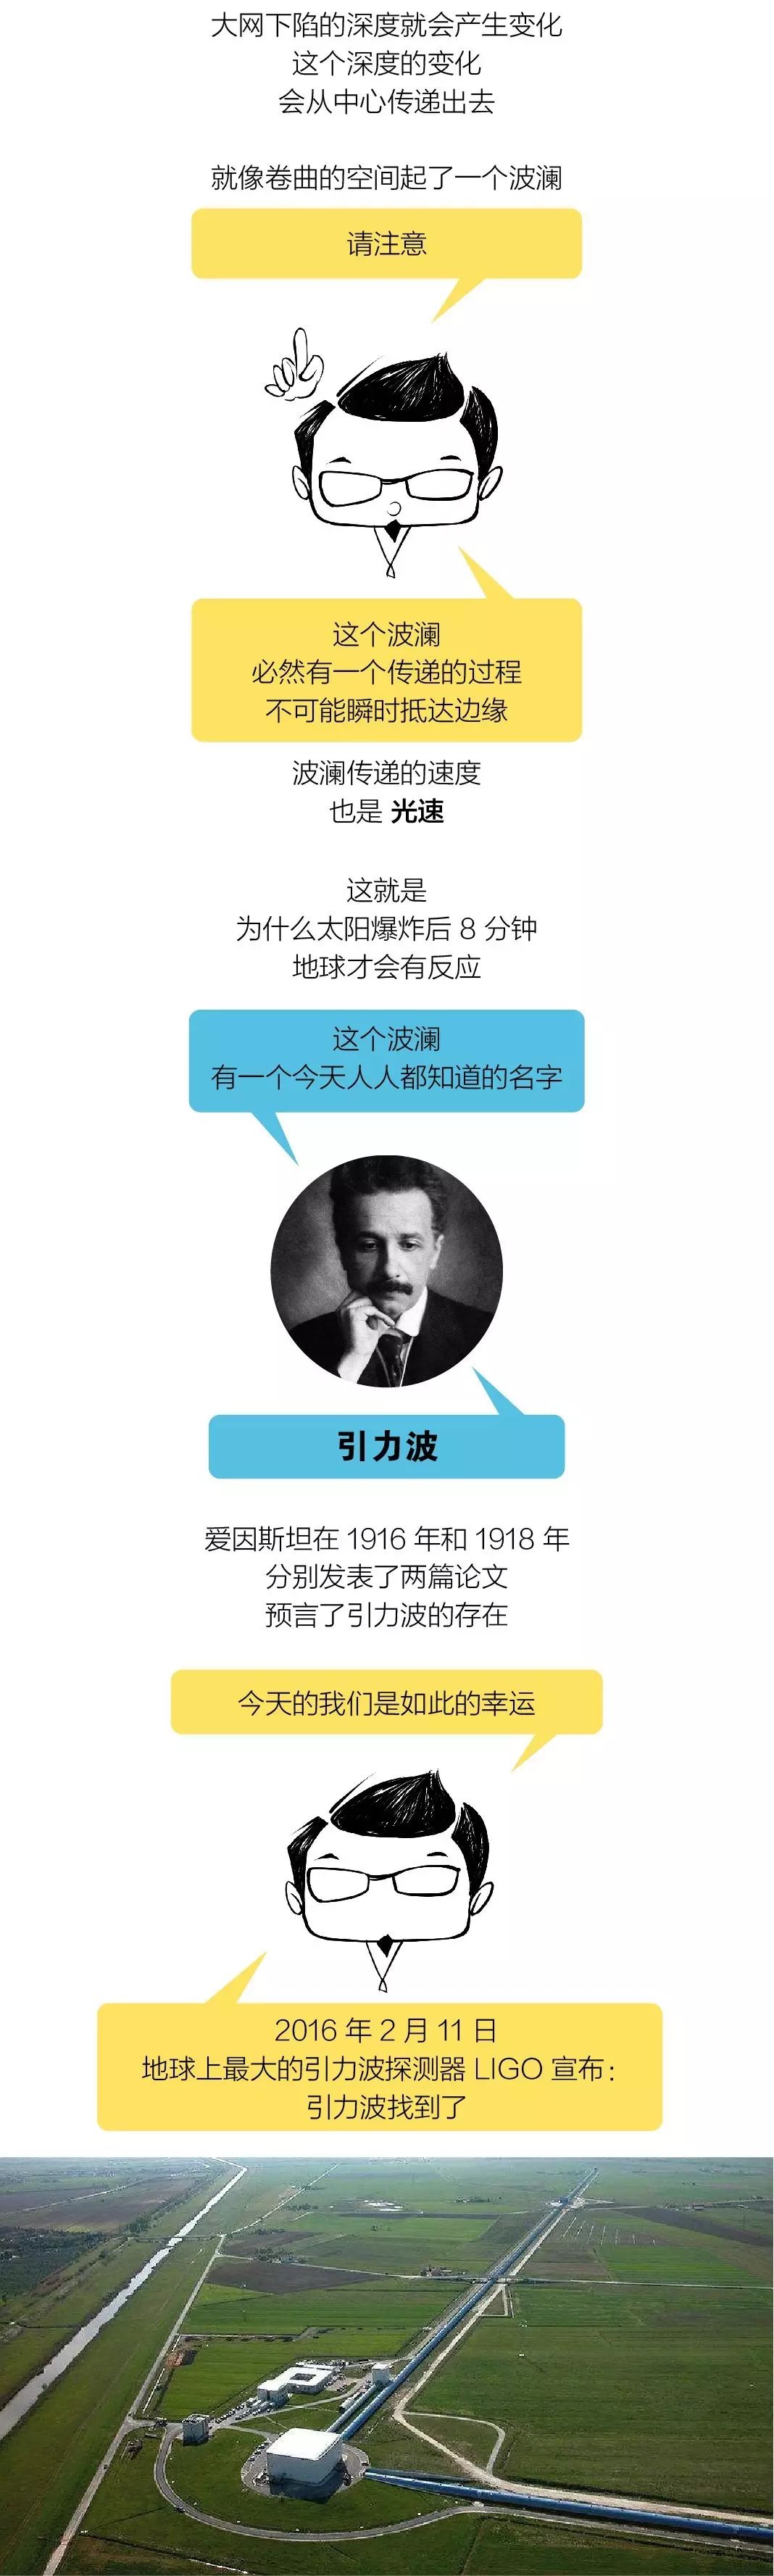 大网下陷的深度就会产生变化
这个深度的变化
会从中心传递出去
就像卷曲的空间起了一个波澜
请注意
这个波澜
必然有一个传递的过程
不可能瞬时抵达边缘
波澜传递的速度
也是 光速
这就是
为什么太阳爆炸后 8 分钟
地球才会有反应
这个波澜
有一个今天人人都知道的名字
引力波
爱因斯坦在 1916 年和 1918 年
分别发表了两篇论文
预言了引力波的存在
今天的我们是如此的幸运
2016 年 2 月 11 日
地球上最大的引力波探测器 LIGO 宣布：
引力波找到了